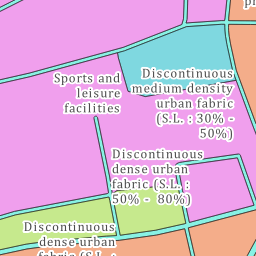 Sports and
leisure
facilities
Discontinuous
medium-density
urban fabric
(S.L. : 30% -
50%)
Discontinuous
dense urban
fabric (S.L. :
50% -  80%)
Discontinuous
dense urban
fabric (S.L. :